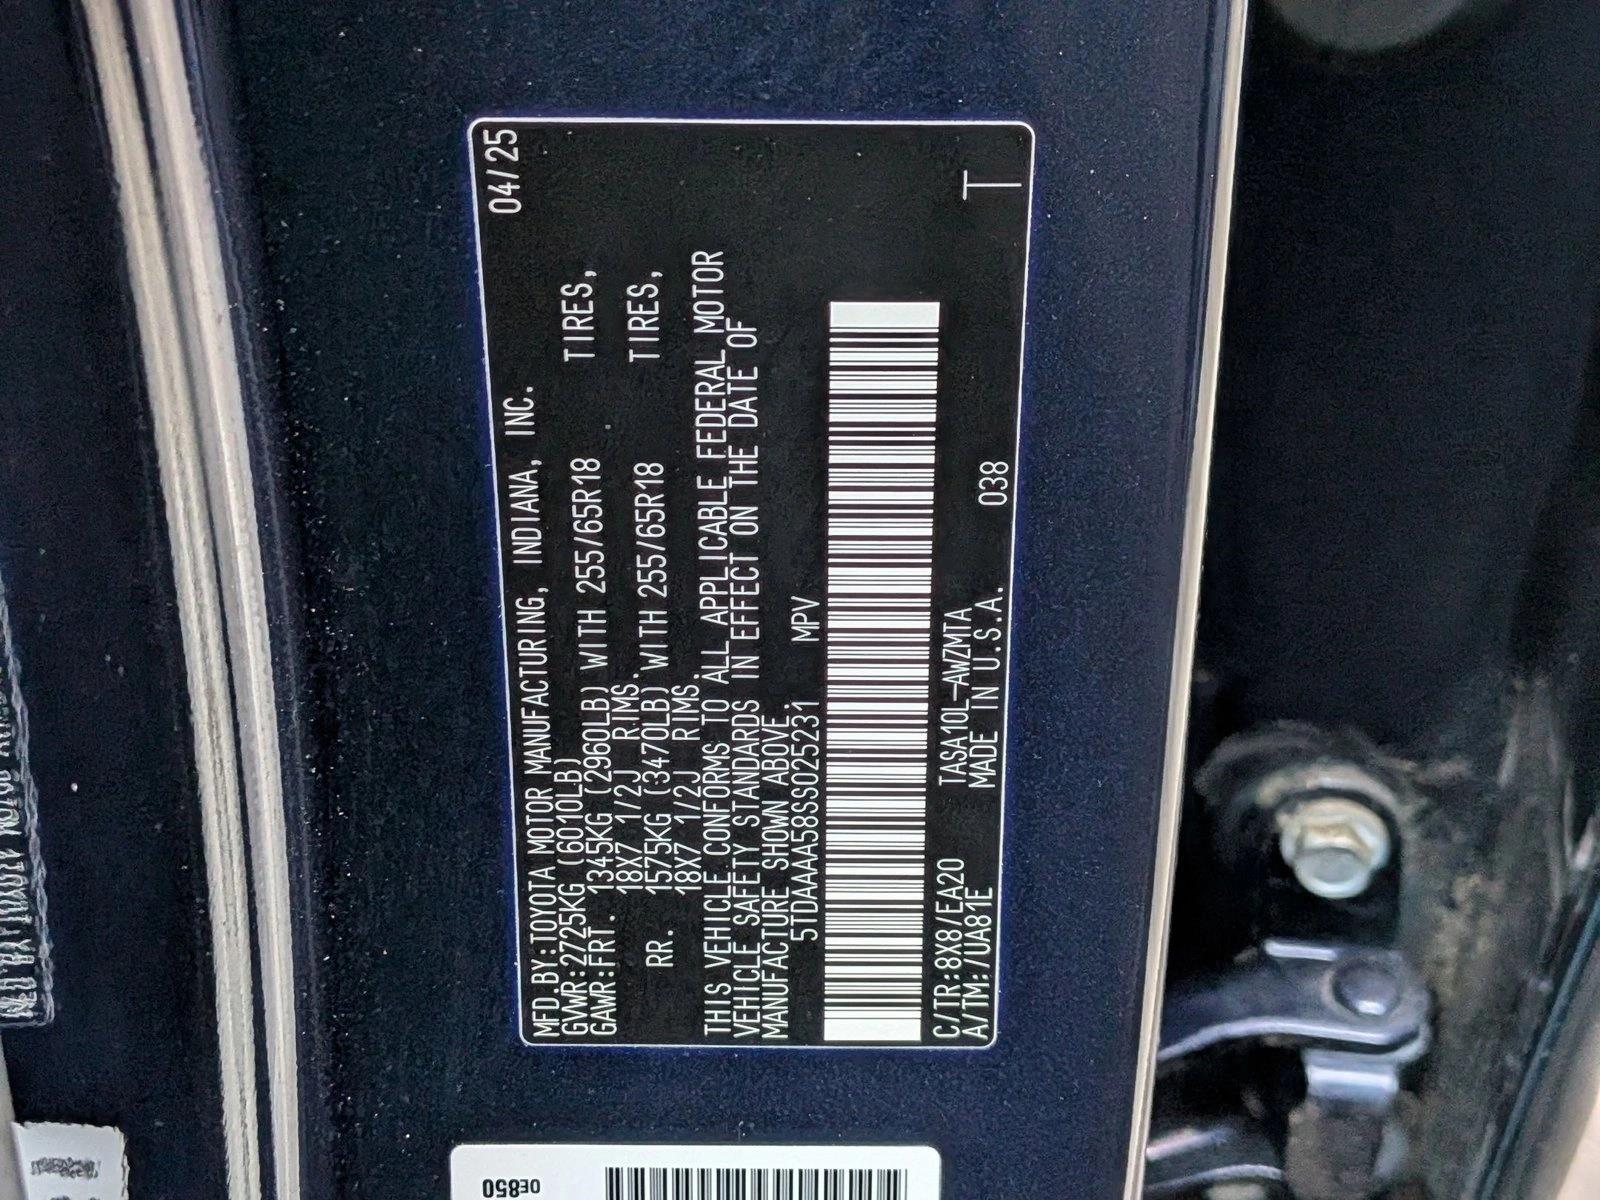 MFD.BY:TOYOTA MOTOR MANUFACTURING, INDIANA, INC. 04/25
GVWR:2725KG (6010LB)
GAWR:FRT. 1345KG (2960LB) WITH 255/65R18 TIRES,
18X7 1/2J RIMS.
RR. 1575KG (3470LB) WITH 255/65R18 TIRES,
18X7 1/2J RIMS.
THIS VEHICLE CONFORMS TO ALL APPLICABLE FEDERAL MOTOR
VEHICLE SAFETY STANDARDS IN EFFECT ON THE DATE OF
MANUFACTURE SHOWN ABOVE.
5TDAAAA58SS025231 MPV
C/TR:8X8/EA20 TASA10L-AWZMTA
A/TM:/UA81E MADE IN U.S.A. 038
T
0E850